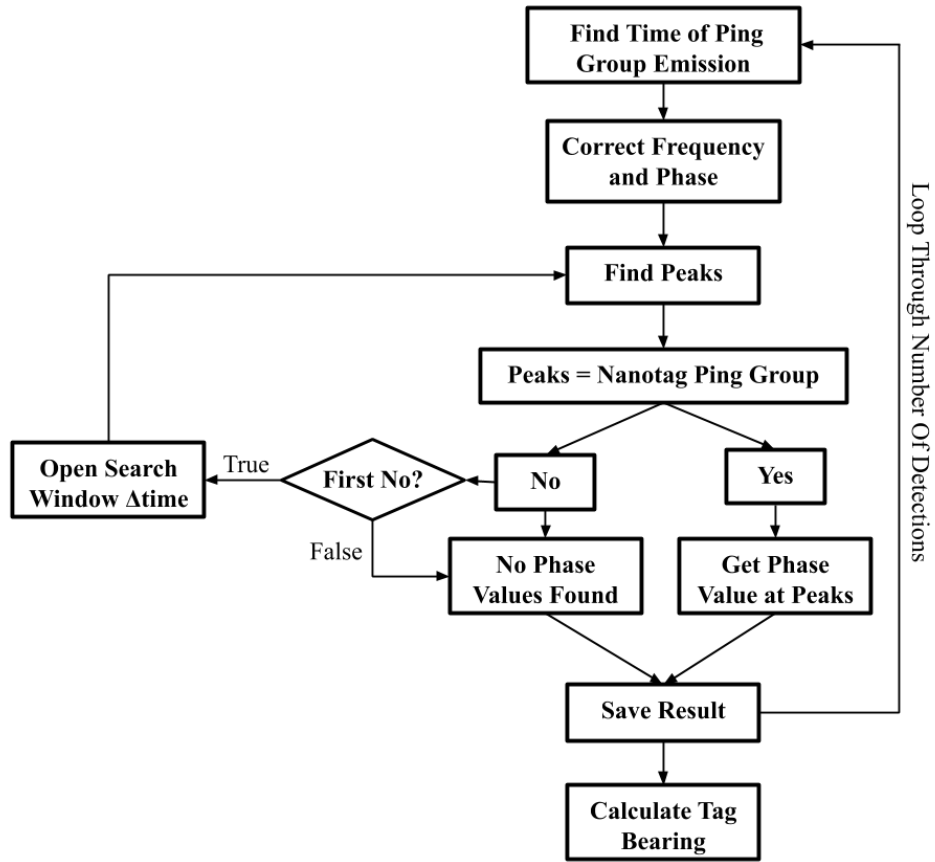 Find Time of Ping
Group Emission
Correct Frequency
and Phase
Loop Through Number Of Detections
Find Peaks
Peaks = Nanotag Ping Group
Open Search
Window Δtime
True
First No?
No
Yes
False
No Phase
Values Found
Get Phase
Value at Peaks
Save Result
Calculate Tag
Bearing